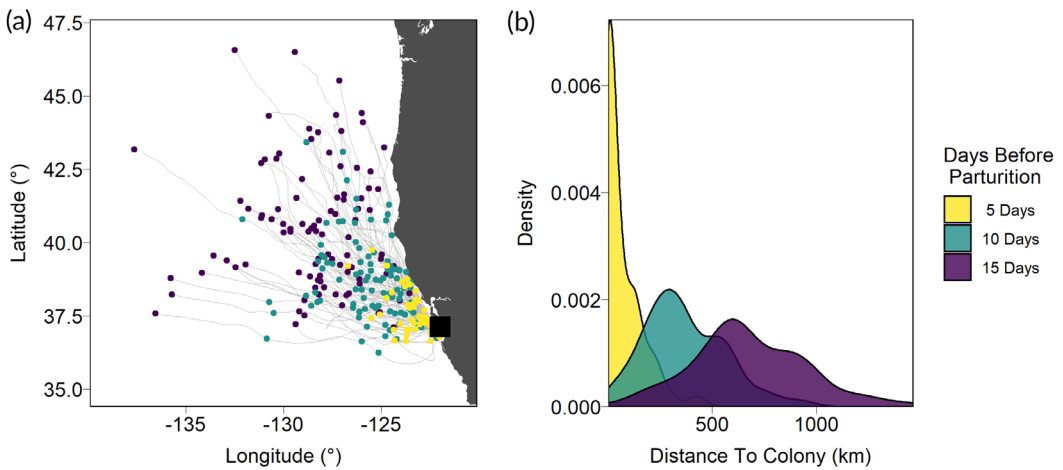 (a)
47.5
45.0
42.5
40.0
37.5
35.0
Latitude (°)
-135
-130
-125
Longitude (°)
(b)
0.006
0.004
0.002
0.000
Density
500
1000
Distance To Colony (km)
Days Before
Parturition
5 Days
10 Days
15 Days